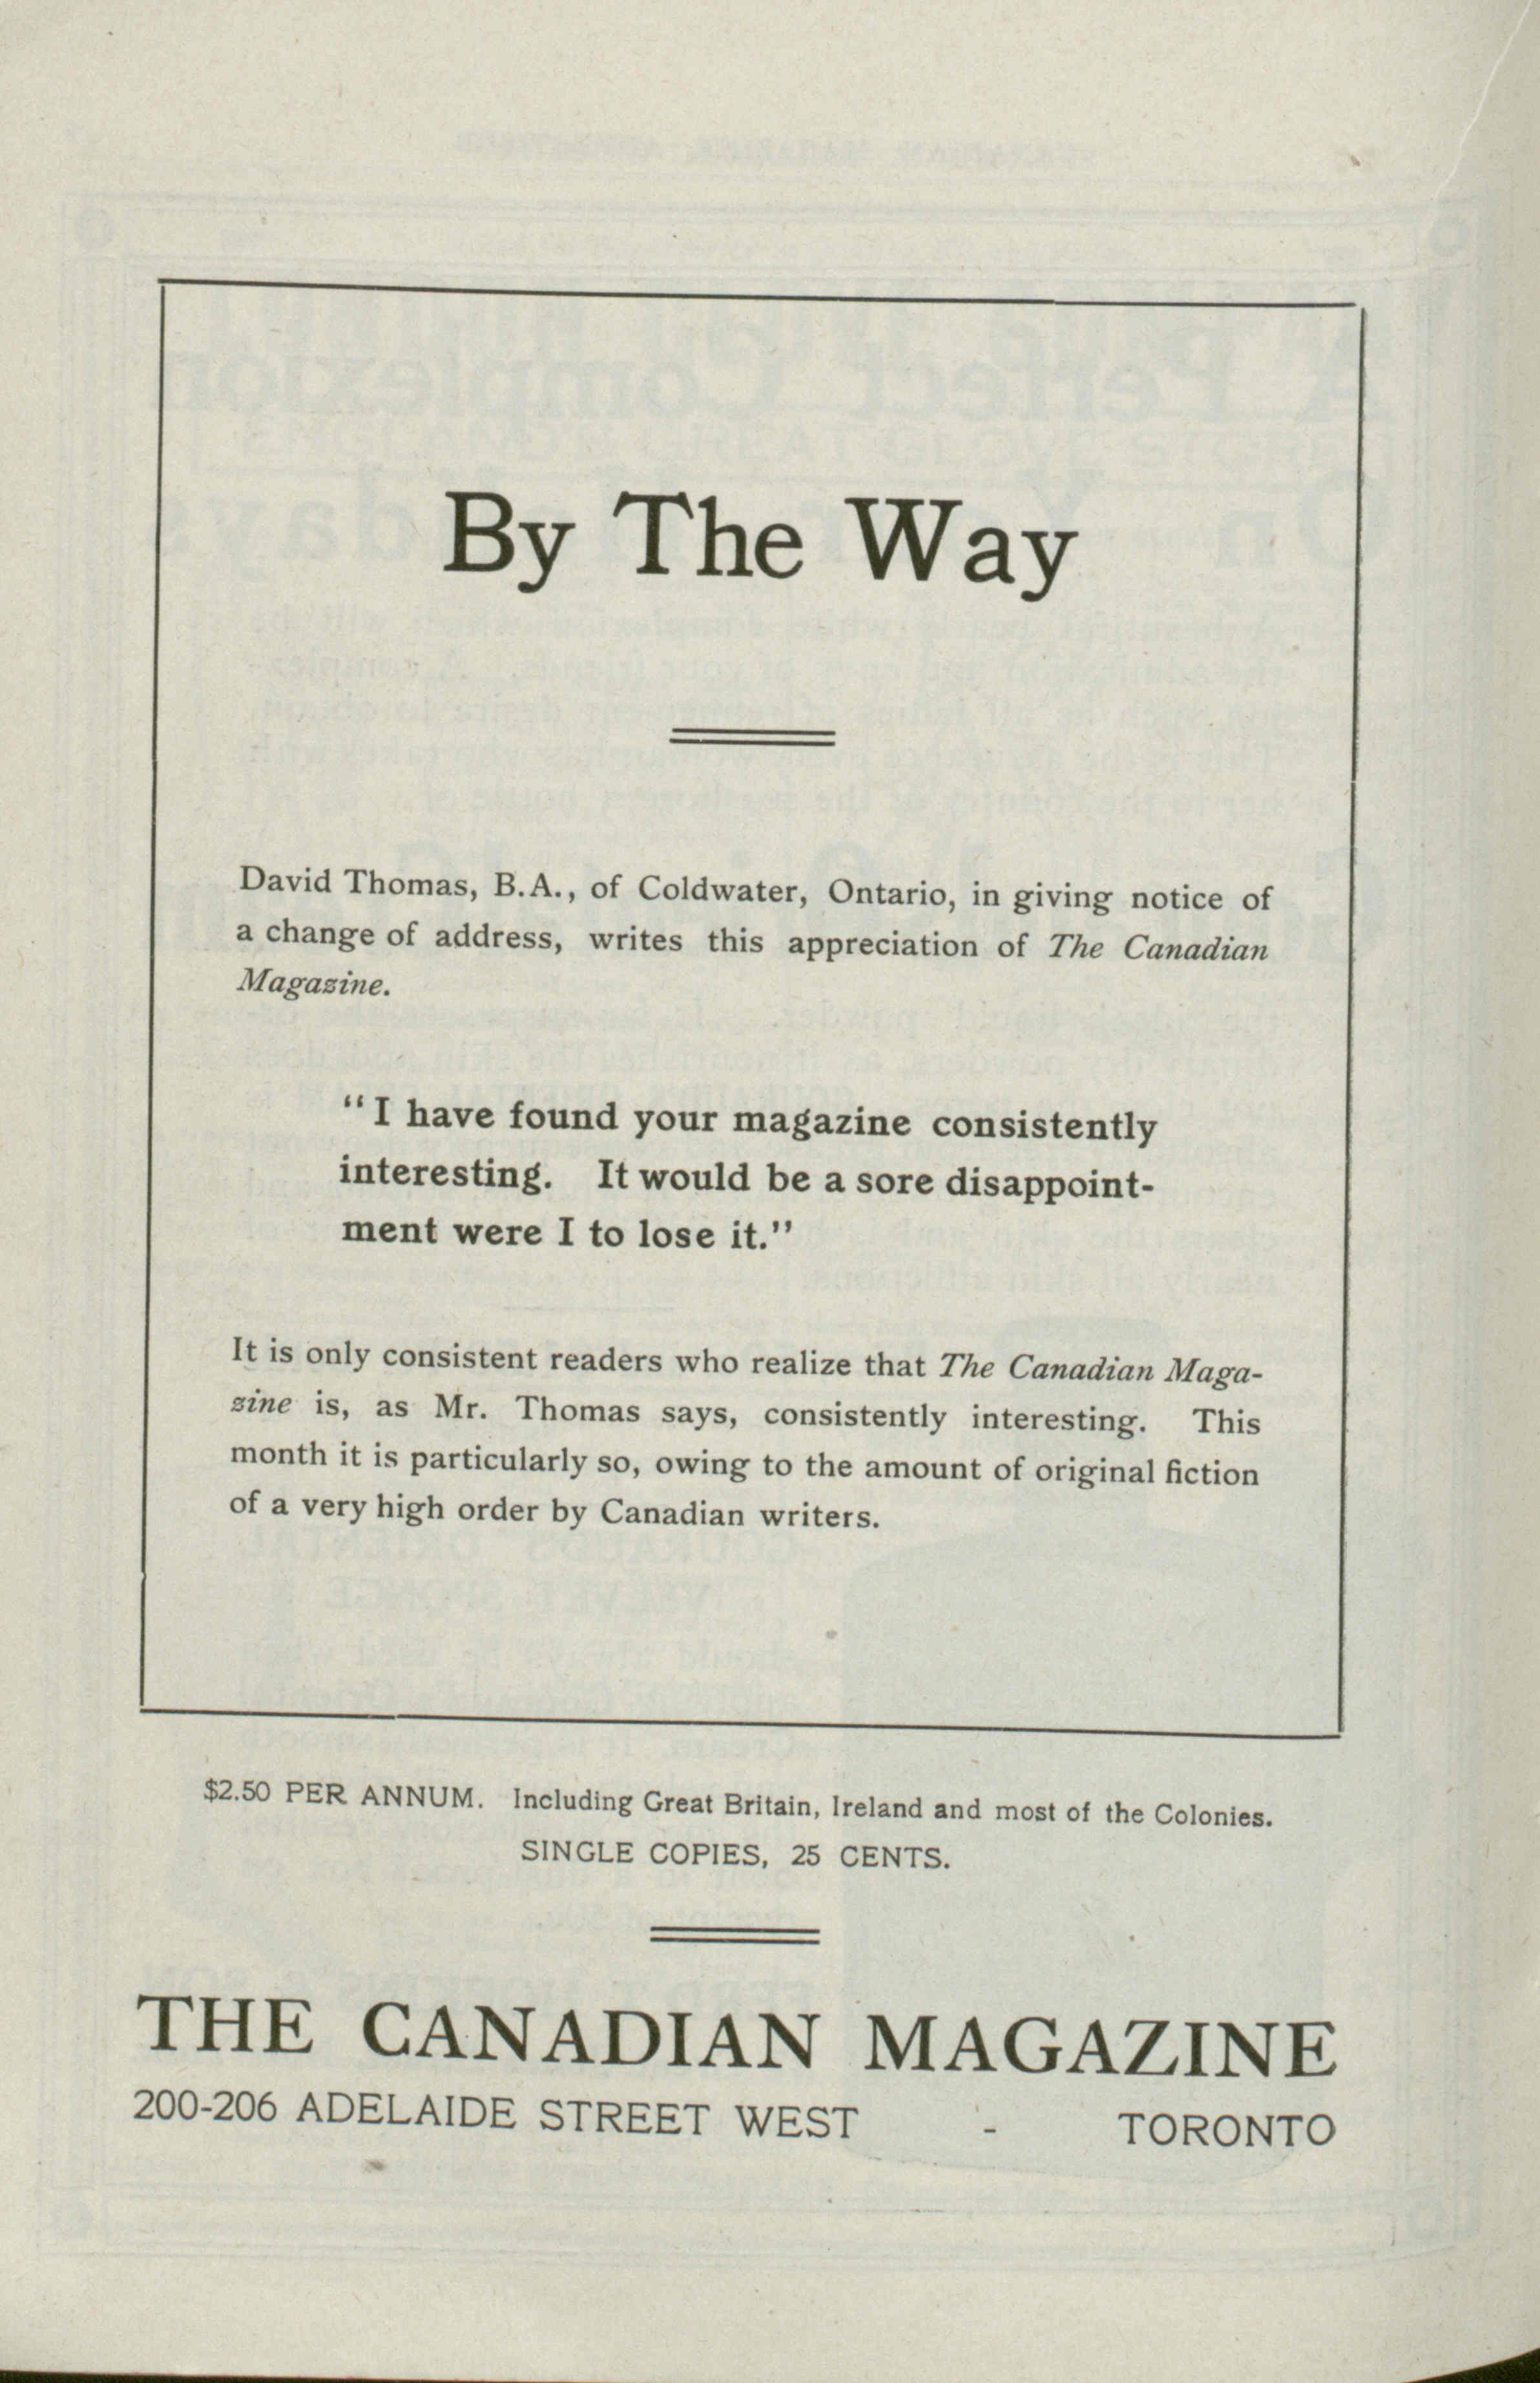 By The Way
David Thomas, B.A., of Coldwater, Ontario, in giving notice of
a change of address, writes this appreciation of The Canadian
Magazine.
"I have found your magazine consistently
interesting. It would be a sore disappoint-
ment were I to lose it."
It is only consistent readers who realize that The Canadian Maga-
zine is, as Mr. Thomas says, consistently interesting. This
month it is particularly so, owing to the amount of original fiction
of a very high order by Canadian writers.
$2.50 PER ANNUM. Including Great Britain, Ireland and most of the Colonies.
SINGLE COPIES, 25 CENTS.
THE CANADIAN MAGAZINE
200-206 ADELAIDE STREET WEST - TORONTO